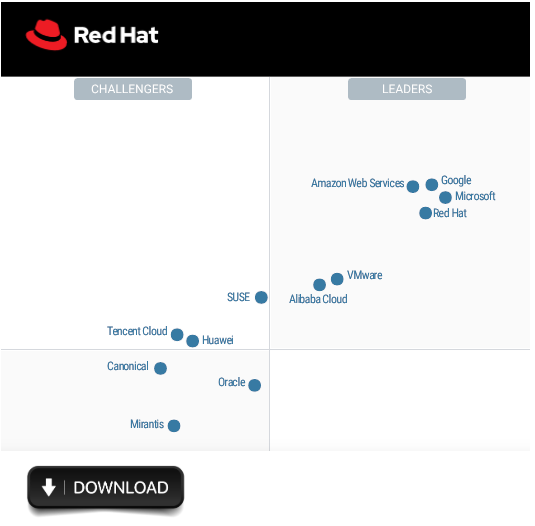 Red Hat
CHALLENGERS
LEADERS
Amazon Web Services
Google
Microsoft
Red Hat
VMware
Alibaba Cloud
SUSE
Tencent Cloud
Huawei
Canonical
Oracle
Mirantis
DOWNLOAD